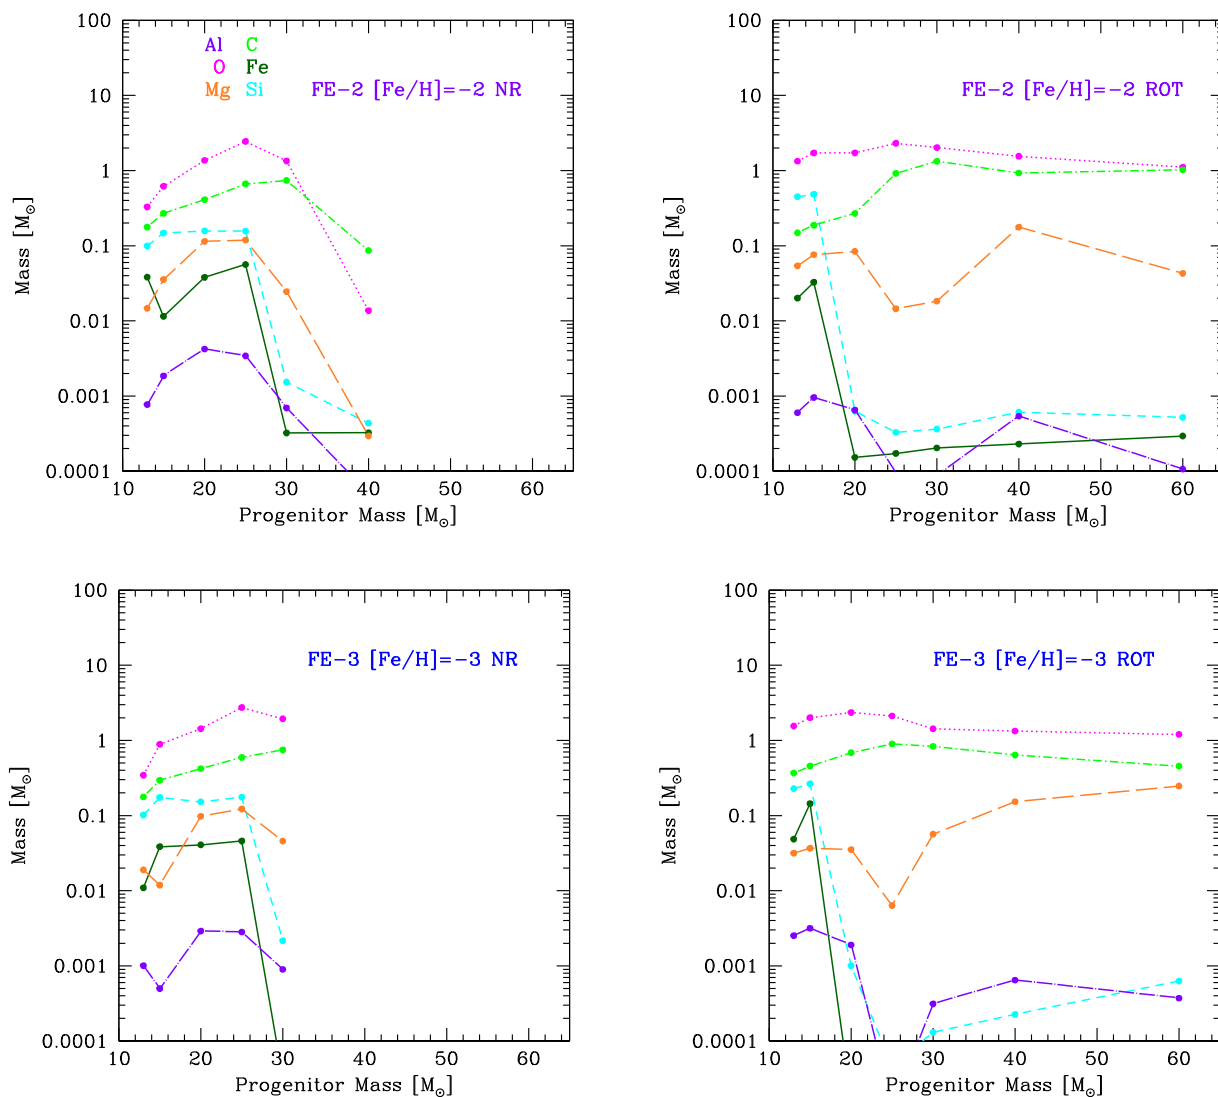 100
Al C
O Fe
Mg Si
FE-2 [Fe/H]=-2 NR
10
1
0.1
0.01
0.001
0.0001
Mass [M⊙]
10 20 30 40 50 60
Progenitor Mass [M⊙]
100
FE-2 [Fe/H]=-2 ROT
10
1
0.1
0.01
0.001
0.0001
Mass [M⊙]
10 20 30 40 50 60
Progenitor Mass [M⊙]
100
FE-3 [Fe/H]=-3 NR
10
1
0.1
0.01
0.001
0.0001
Mass [M⊙]
10 20 30 40 50 60
Progenitor Mass [M⊙]
100
FE-3 [Fe/H]=-3 ROT
10
1
0.1
0.01
0.001
0.0001
Mass [M⊙]
10 20 30 40 50 60
Progenitor Mass [M⊙]